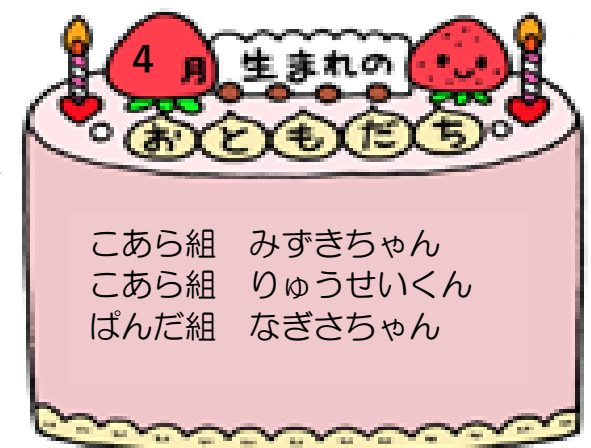 4月生まれの
おともだち
こあら組　みずきちゃん
こあら組　りゅうせいくん
ぱんだ組　なぎさちゃん